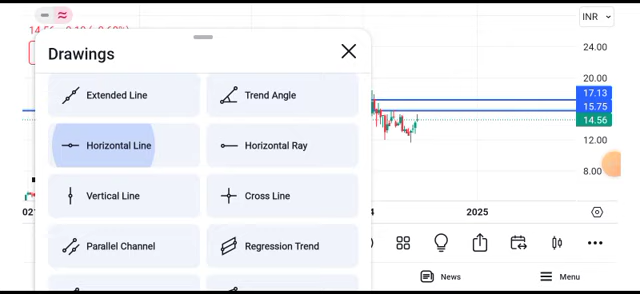 INR
Drawings
24.00
Extended Line
Trend Angle
20.00
17.13
15.75
14.56
Horizontal Line
Horizontal Ray
12.00
8.00
Vertical Line
Cross Line
2025
Parallel Channel
Regression Trend
News
Menu